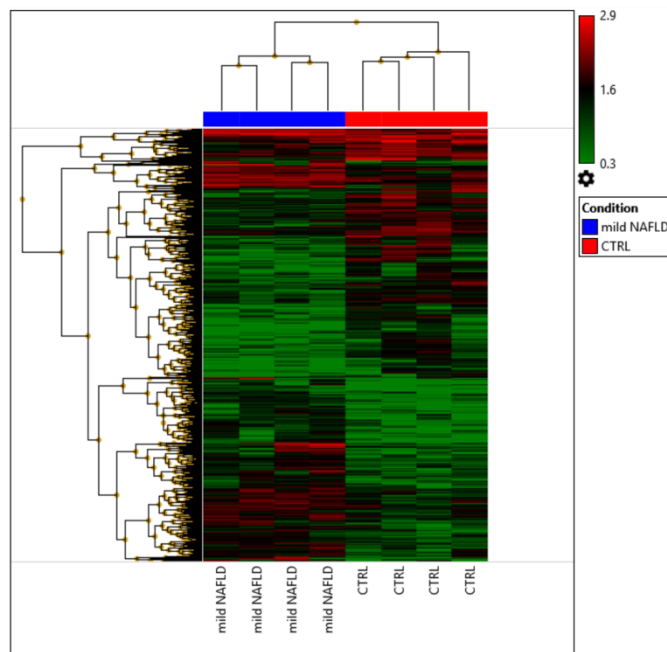 2.9
1.6
0.3
Condition
mild NAFLD
CTRL
mild NAFLD
mild NAFLD
mild NAFLD
mild NAFLD
CTRL
CTRL
CTRL
CTRL